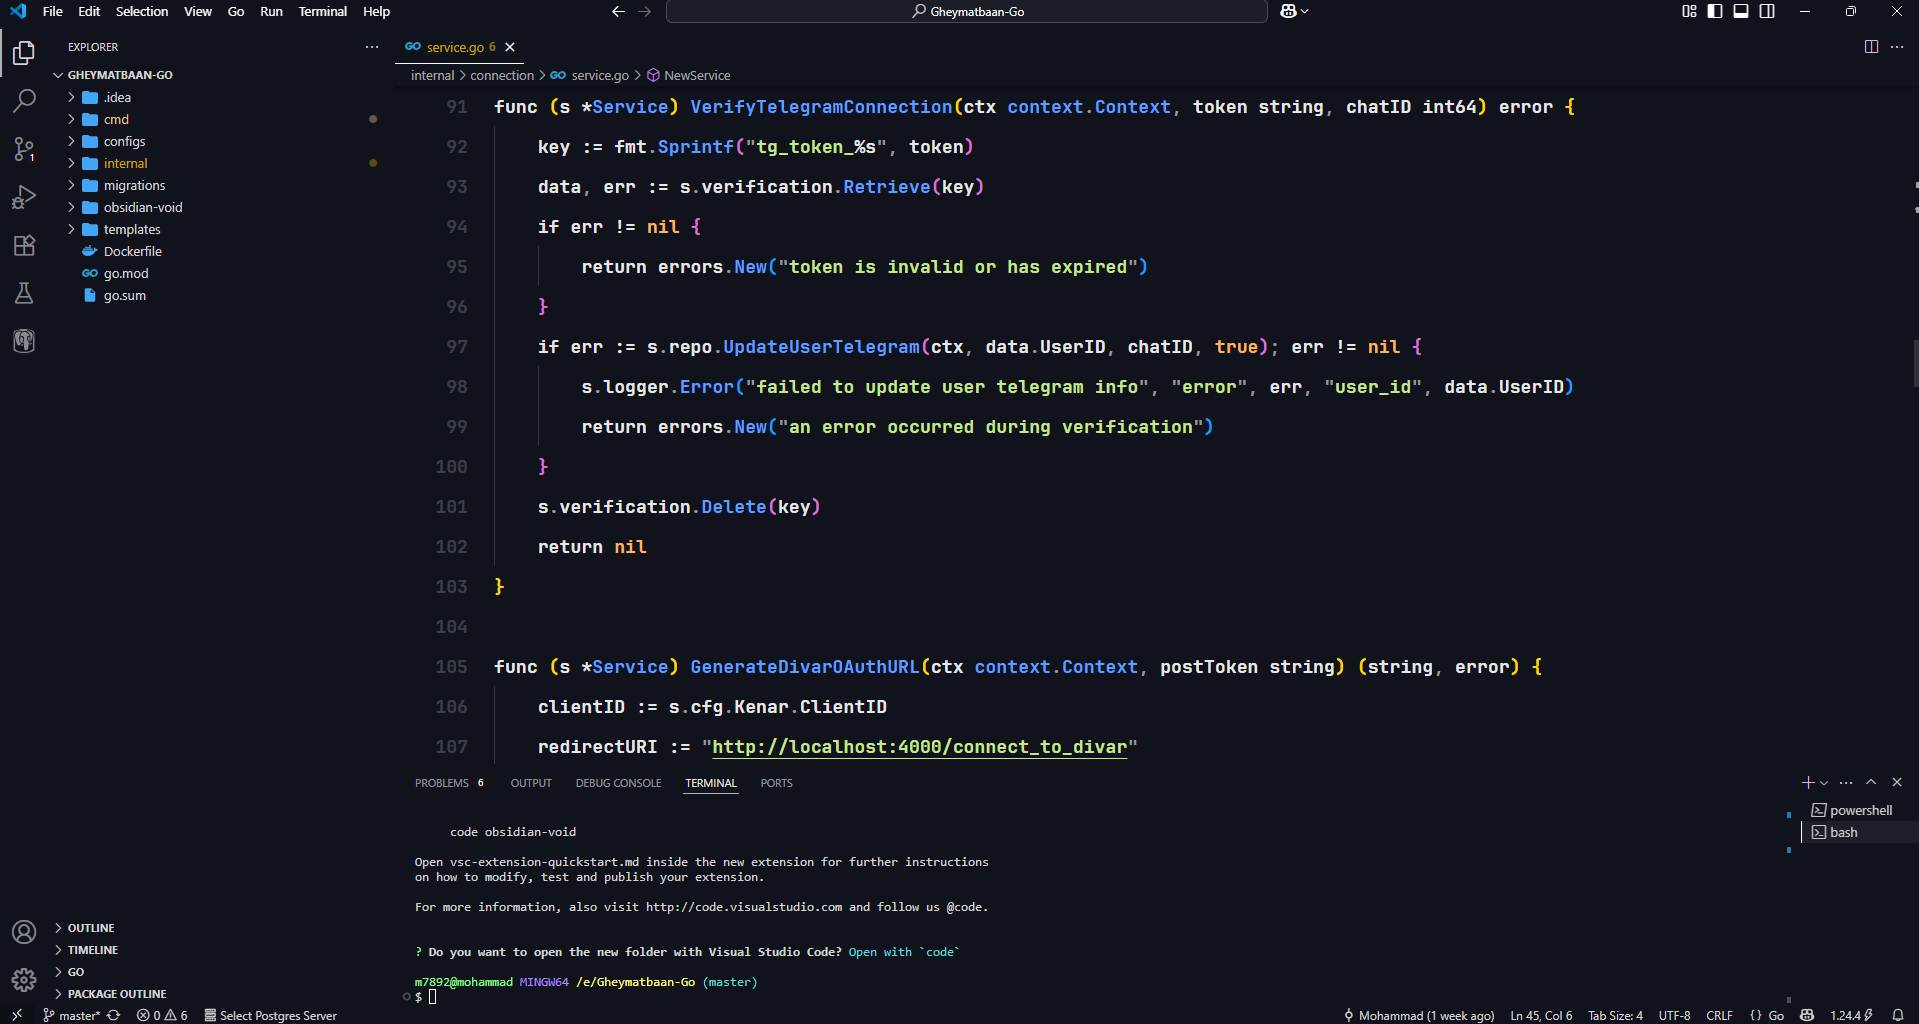 File Edit Selection View Go Run Terminal Help
Gheymatbaan-Go
EXPLORER
GHEYMATBAAN-GO
.idea
cmd
configs
internal
migrations
obsidian-void
templates
Dockerfile
go.mod
go.sum
OUTLINE
TIMELINE
GO
PACKAGE OUTLINE
GO service.go 6
internal > connection > GO service.go > NewService
91 func (s *Service) VerifyTelegramConnection(ctx context.Context, token string, chatID int64) error {
92 key := fmt.Sprintf("tg_token_%s", token)
93 data, err := s.verification.Retrieve(key)
94 if err != nil {
95 return errors.New("token is invalid or has expired")
96 }
97 if err := s.repo.UpdateUserTelegram(ctx, data.UserID, chatID, true); err != nil {
98 s.logger.Error("failed to update user telegram info", "error", err, "user_id", data.UserID)
99 return errors.New("an error occurred during verification")
100 }
101 s.verification.Delete(key)
102 return nil
103 }
104
105 func (s *Service) GenerateDivarOAuthURL(ctx context.Context, postToken string) (string, error) {
106 clientID := s.cfg.Kenar.ClientID
107 redirectURI := "http://localhost:4000/connect_to_divar"
PROBLEMS 6 OUTPUT DEBUG CONSOLE TERMINAL PORTS
code obsidian-void
Open vsc-extension-quickstart.md inside the new extension for further instructions
on how to modify, test and publish your extension.
For more information, also visit http://code.visualstudio.com and follow us @code.
? Do you want to open the new folder with Visual Studio Code? Open with `code`
m7892@mohammad MINGW64 /e/Gheymatbaan-Go (master)
$
powershell
bash
master* 0 6 Select Postgres Server Mohammad (1 week ago) Ln 45, Col 6 Tab Size: 4 UTF-8 CRLF {} Go 1.24.4